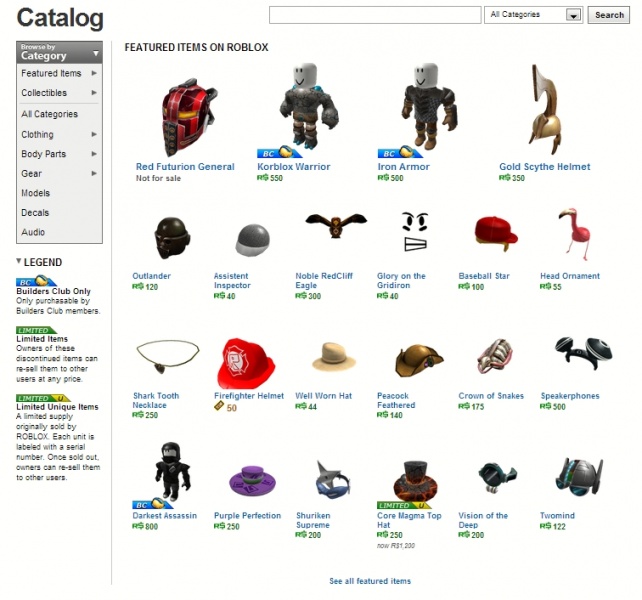 Catalog
All Categories
Search
Browse by
Category
Featured Items
Collectibles
All Categories
Clothing
Body Parts
Gear
Models
Decals
Audio
LEGEND
BC
Builders Club Only
Only purchasable by
Builders Club members.
LIMITED
Limited Items
Owners of these
discontinued items can
re-sell them to other
users at any price.
LIMITED U
Limited Unique Items
A limited supply
originally sold by
ROBLOX. Each unit is
labeled with a serial
number. Once sold out,
owners can re-sell them
to other users.
FEATURED ITEMS ON ROBLOX
BC
BC
Red Futurion General
Korblox Warrior
Iron Armor
Gold Scythe Helmet
Not for sale
R$ 550
R$ 500
R$ 350
Outlander
R$ 120
Assistent
Inspector
R$ 40
Noble RedCliff
Eagle
R$ 300
Glory on the
Gridiron
R$ 40
Baseball Star
R$ 100
Head Ornament
R$ 55
Shark Tooth
Necklace
R$ 250
Firefighter Helmet
50
Well Worn Hat
R$ 44
Peacock
Feathered
R$ 140
Crown of Snakes
R$ 175
Speakerphones
R$ 500
BC
Darkest Assassin
R$ 800
Purple Perfection
R$ 250
Shuriken
Supreme
R$ 200
LIMITED U
Core Magma Top
Hat
R$ 250
now R$1,200
Vision of the
Deep
R$ 200
Twomind
R$ 122
See all featured items